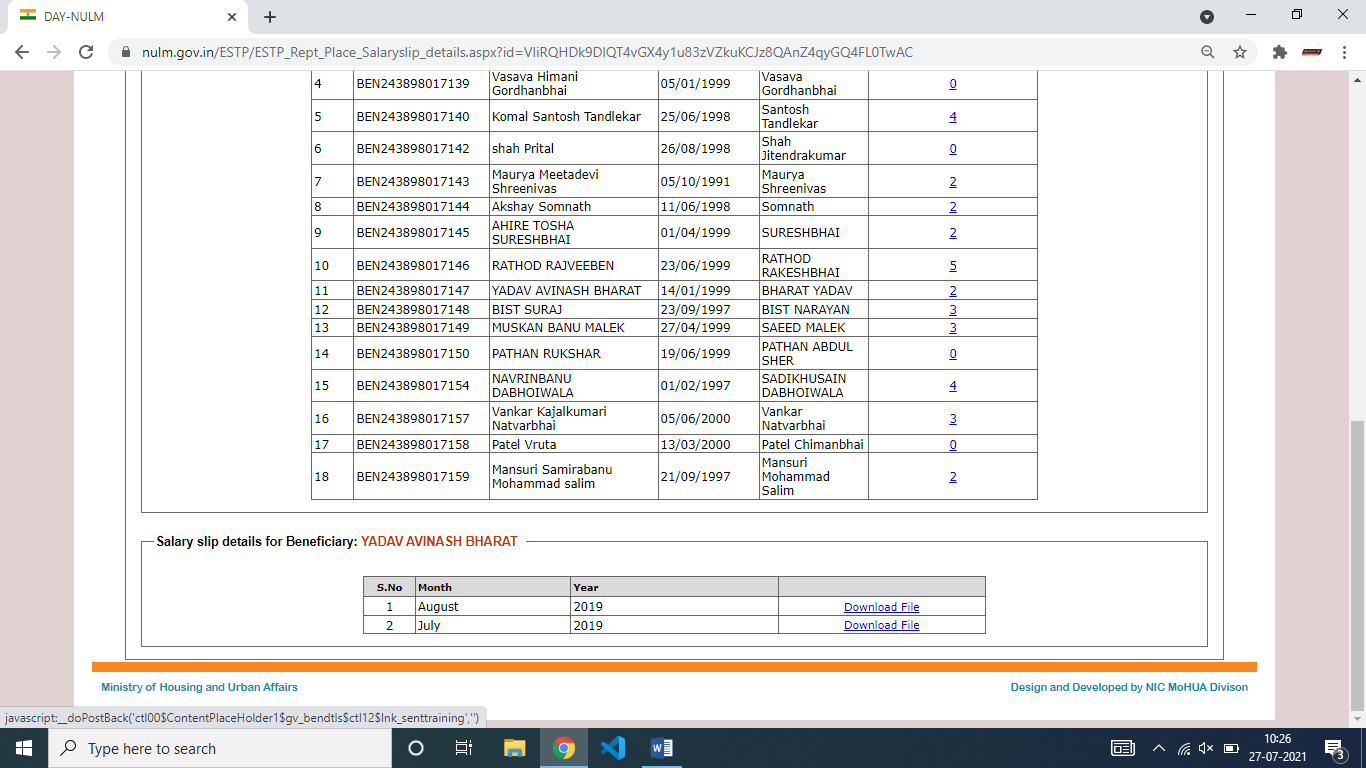 DAY-NULM
nulm.gov.in/ESTP/ESTP_Rept_Place_Salaryslip_details.aspx?id=VIiRQHDk9DlQT4vGX4y1u83zVZkuKCJz8QAnZ4qyGQ4FL0TwAC
4 BEN243898017139 Vasava Himani Gordhanbhai 05/01/1999 Vasava Gordhanbhai 0
5 BEN243898017140 Komal Santosh Tandlekar 25/06/1998 Santosh Tandlekar 4
6 BEN243898017142 shah Prital 26/08/1998 Shah Jitendrakumar 0
7 BEN243898017143 Maurya Meetadevi Shreenivas 05/10/1991 Maurya Shreenivas 2
8 BEN243898017144 Akshay Somnath 11/06/1998 Somnath 2
9 BEN243898017145 AHIRE TOSHA SURESHBHAI 01/04/1999 SURESHBHAI 2
10 BEN243898017146 RATHOD RAJVEEBEN 23/06/1999 RATHOD RAKESHBHAI 5
11 BEN243898017147 YADAV AVINASH BHARAT 14/01/1999 BHARAT YADAV 2
12 BEN243898017148 BIST SURAJ 23/09/1997 BIST NARAYAN 3
13 BEN243898017149 MUSKAN BANU MALEK 27/04/1999 SAEED MALEK 3
14 BEN243898017150 PATHAN RUKSHAR 19/06/1999 PATHAN ABDUL SHER 0
15 BEN243898017154 NAVRINBANU DABHOIWALA 01/02/1997 SADIKHUSAIN DABHOIWALA 4
16 BEN243898017157 Vankar Kajalkumari Natvarbhai 05/06/2000 Vankar Natvarbhai 3
17 BEN243898017158 Patel Vruta 13/03/2000 Patel Chimanbhai 0
18 BEN243898017159 Mansuri Samirabanu Mohammad salim 21/09/1997 Mansuri Mohammad Salim 2
Salary slip details for Beneficiary: YADAV AVINASH BHARAT
S.No Month Year
1 August 2019 Download File
2 July 2019 Download File
Ministry of Housing and Urban Affairs
Design and Developed by NIC MoHUA Divison
javascript:__doPostBack('ctl00$ContentPlaceHolder1$gv_bendtls$ctl12$lnk_senttraining','')
Type here to search
10:26
27-07-2021
3